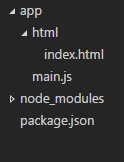 app
html
index.html
main.js
node_modules
package.json